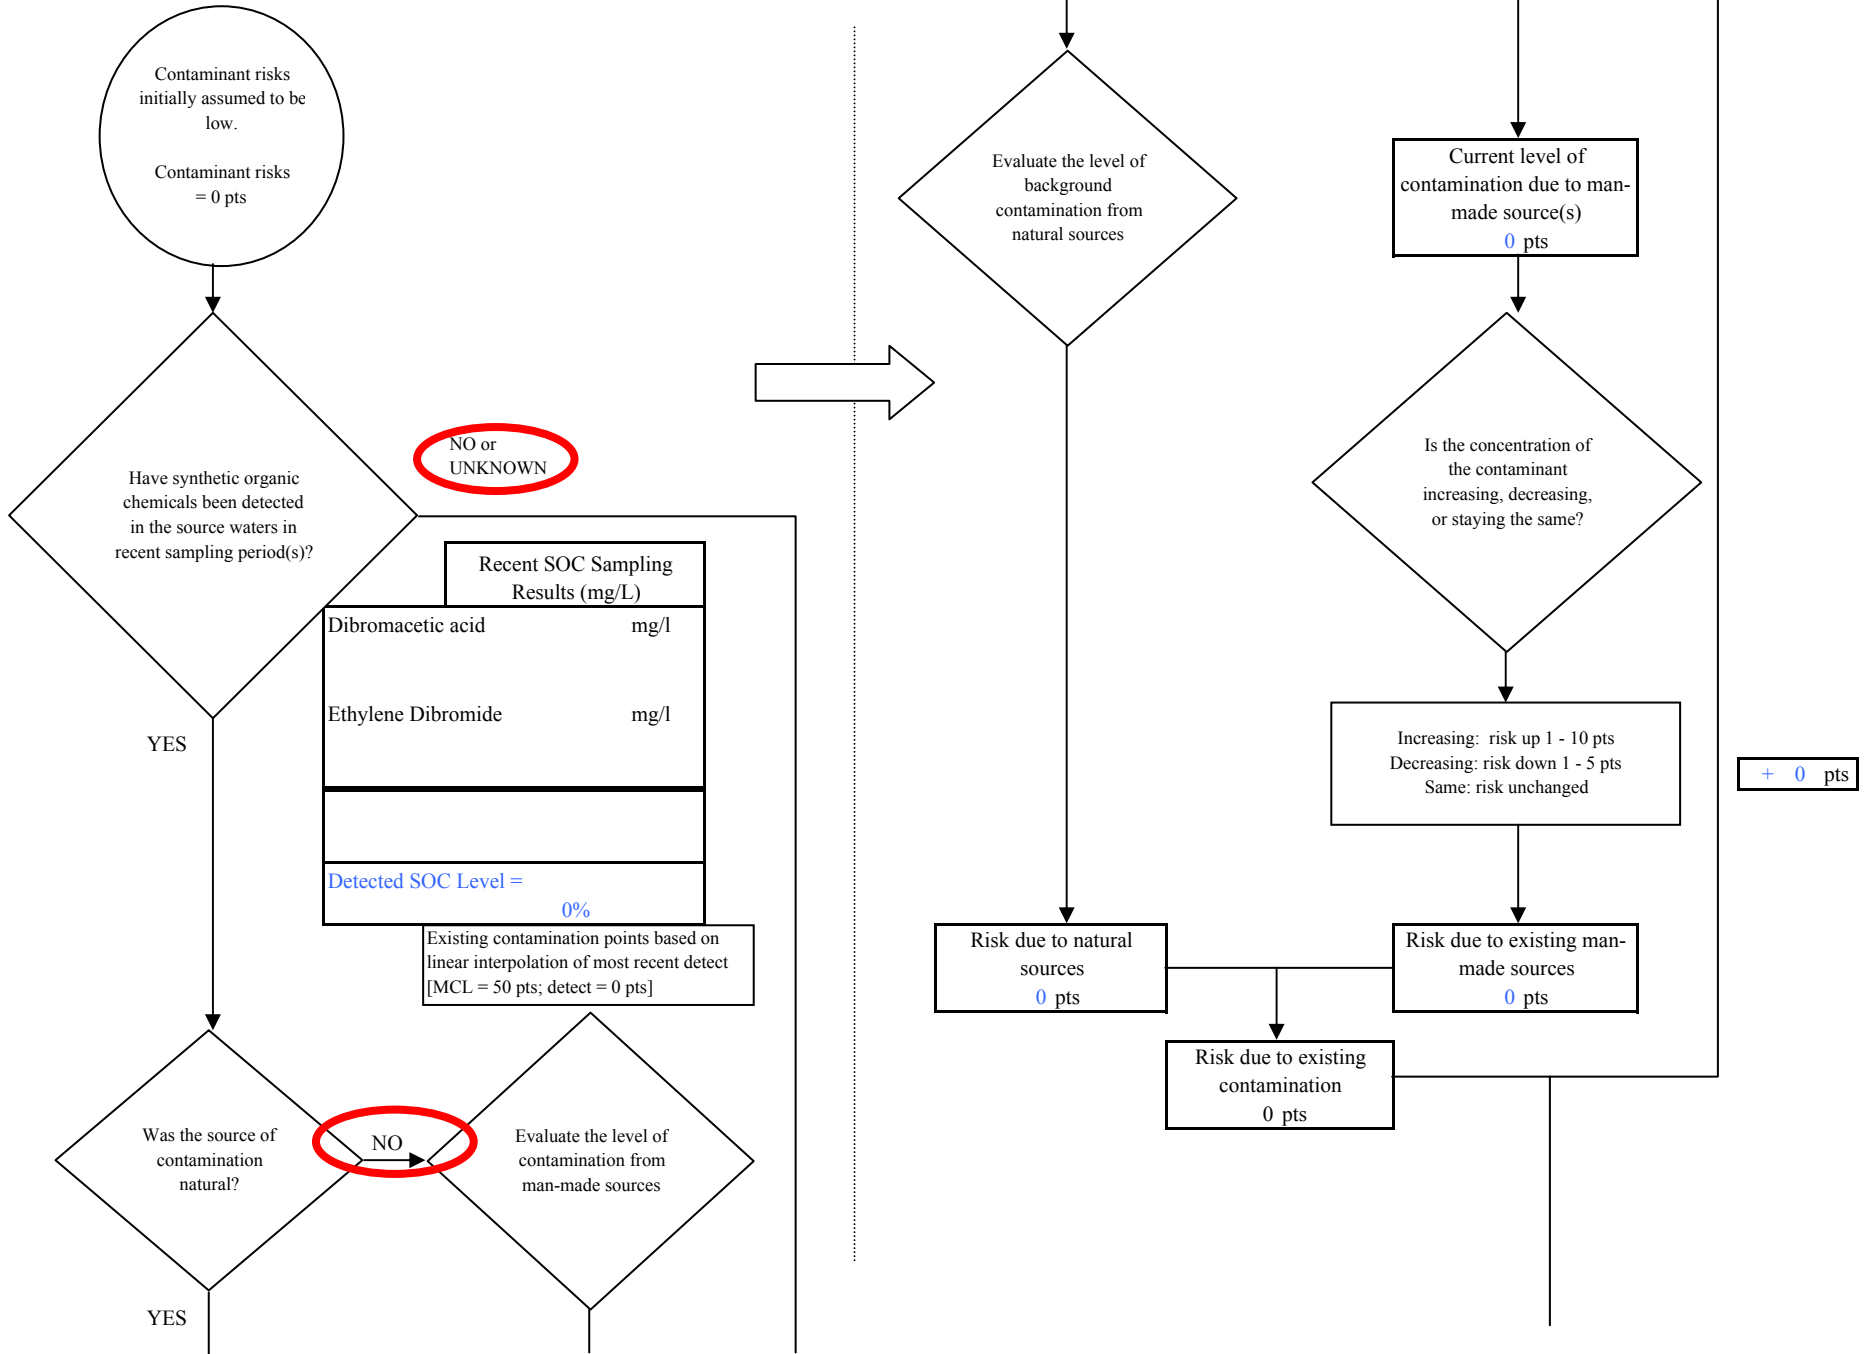 Contaminant risks
initially assumed to be
low.
Contaminant risks
= 0 pts
Have synthetic organic
chemicals been detected
in the source waters in
recent sampling period(s)?
NO or
UNKNOWN
YES
Recent SOC Sampling
Results (mg/L)
Dibromacetic acid mg/l
Ethylene Dibromide mg/l
Detected SOC Level =
0%
Existing contamination points based on
linear interpolation of most recent detect
[MCL = 50 pts; detect = 0 pts]
Was the source of
contamination
natural?
NO
Evaluate the level of
contamination from
man-made sources
YES
Evaluate the level of
background
contamination from
natural sources
Current level of
contamination due to man-
made source(s)
0 pts
Is the concentration of
the contaminant
increasing, decreasing,
or staying the same?
Increasing: risk up 1 - 10 pts
Decreasing: risk down 1 - 5 pts
Same: risk unchanged
+ 0 pts
Risk due to natural
sources
0 pts
Risk due to existing man-
made sources
0 pts
Risk due to existing
contamination
0 pts